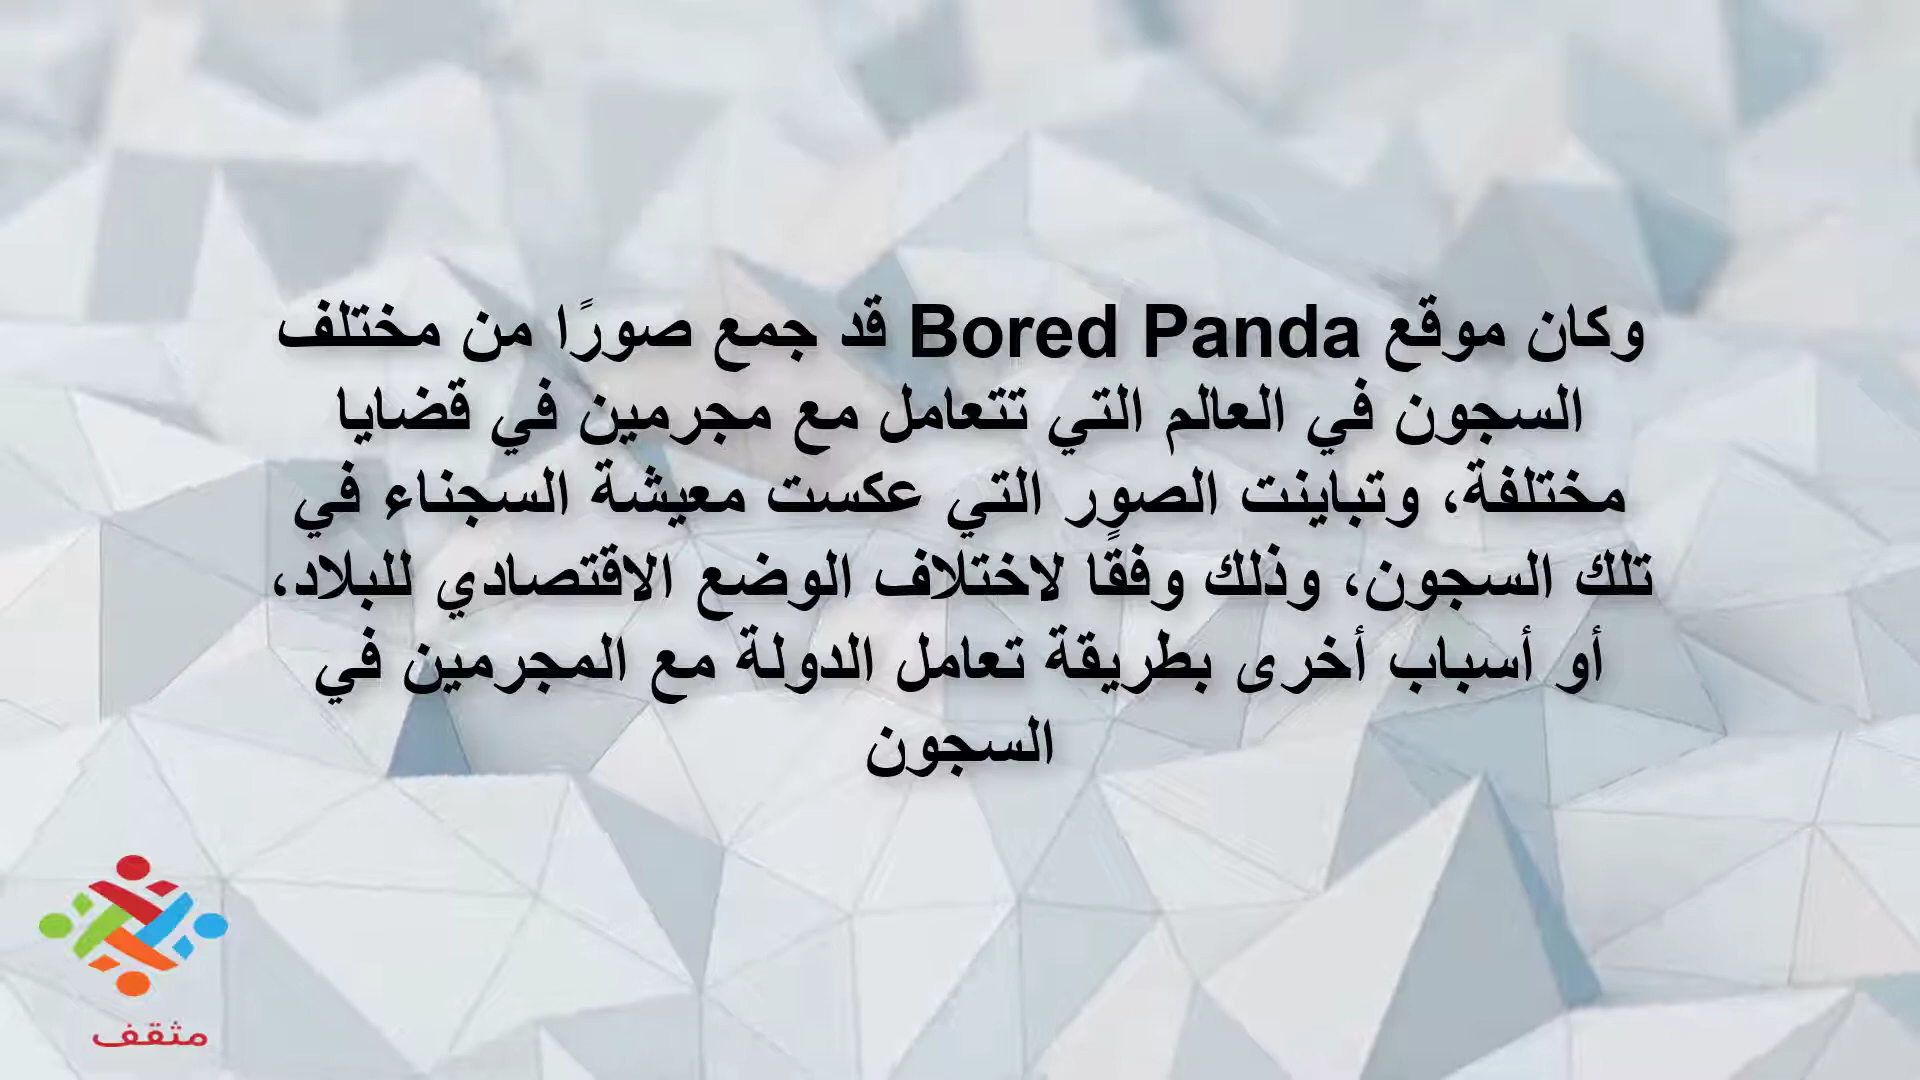 وكان موقع Bored Panda قد جمع صورًا من مختلف
السجون في العالم التي تتعامل مع مجرمين في قضايا
مختلفة، وتباينت الصور التي عكست معيشة السجناء في
تلك السجون، وذلك وفقًا لاختلاف الوضع الاقتصادي للبلاد،
أو أسباب أخرى بطريقة تعامل الدولة مع المجرمين في
السجون
مثقف